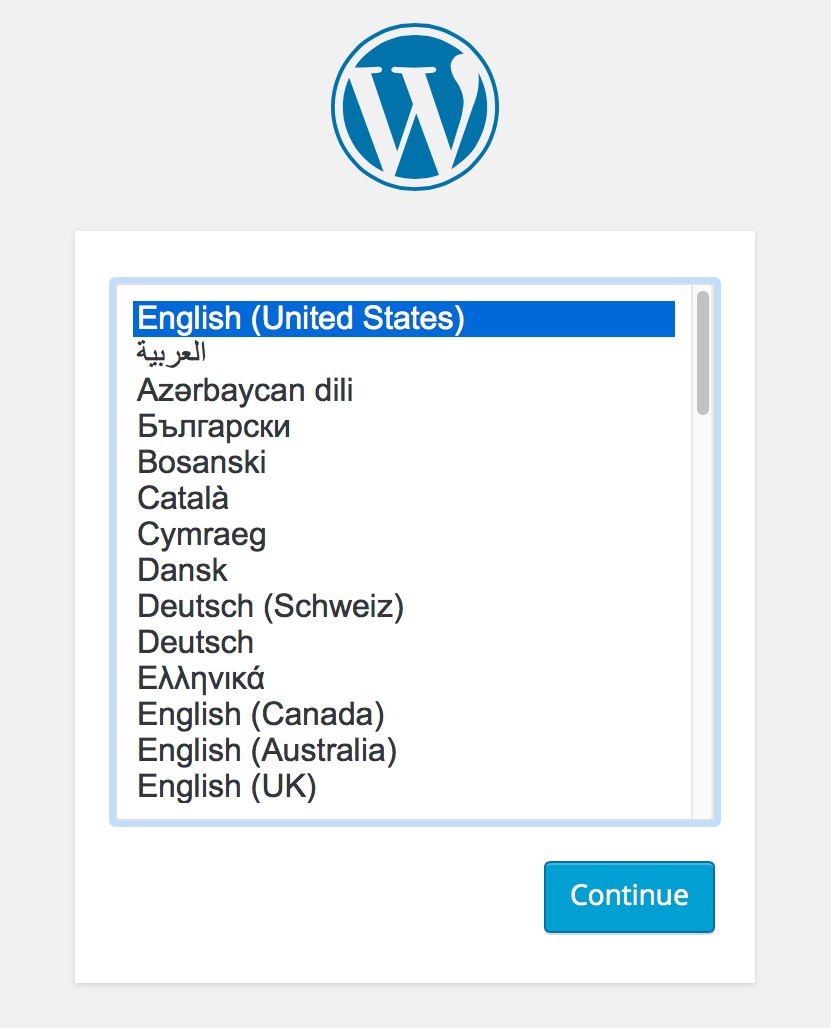 English (United States)
العربية
Azərbaycan dili
Български
Bosanski
Català
Cymraeg
Dansk
Deutsch (Schweiz)
Deutsch
Ελληνικά
English (Canada)
English (Australia)
English (UK)
Continue